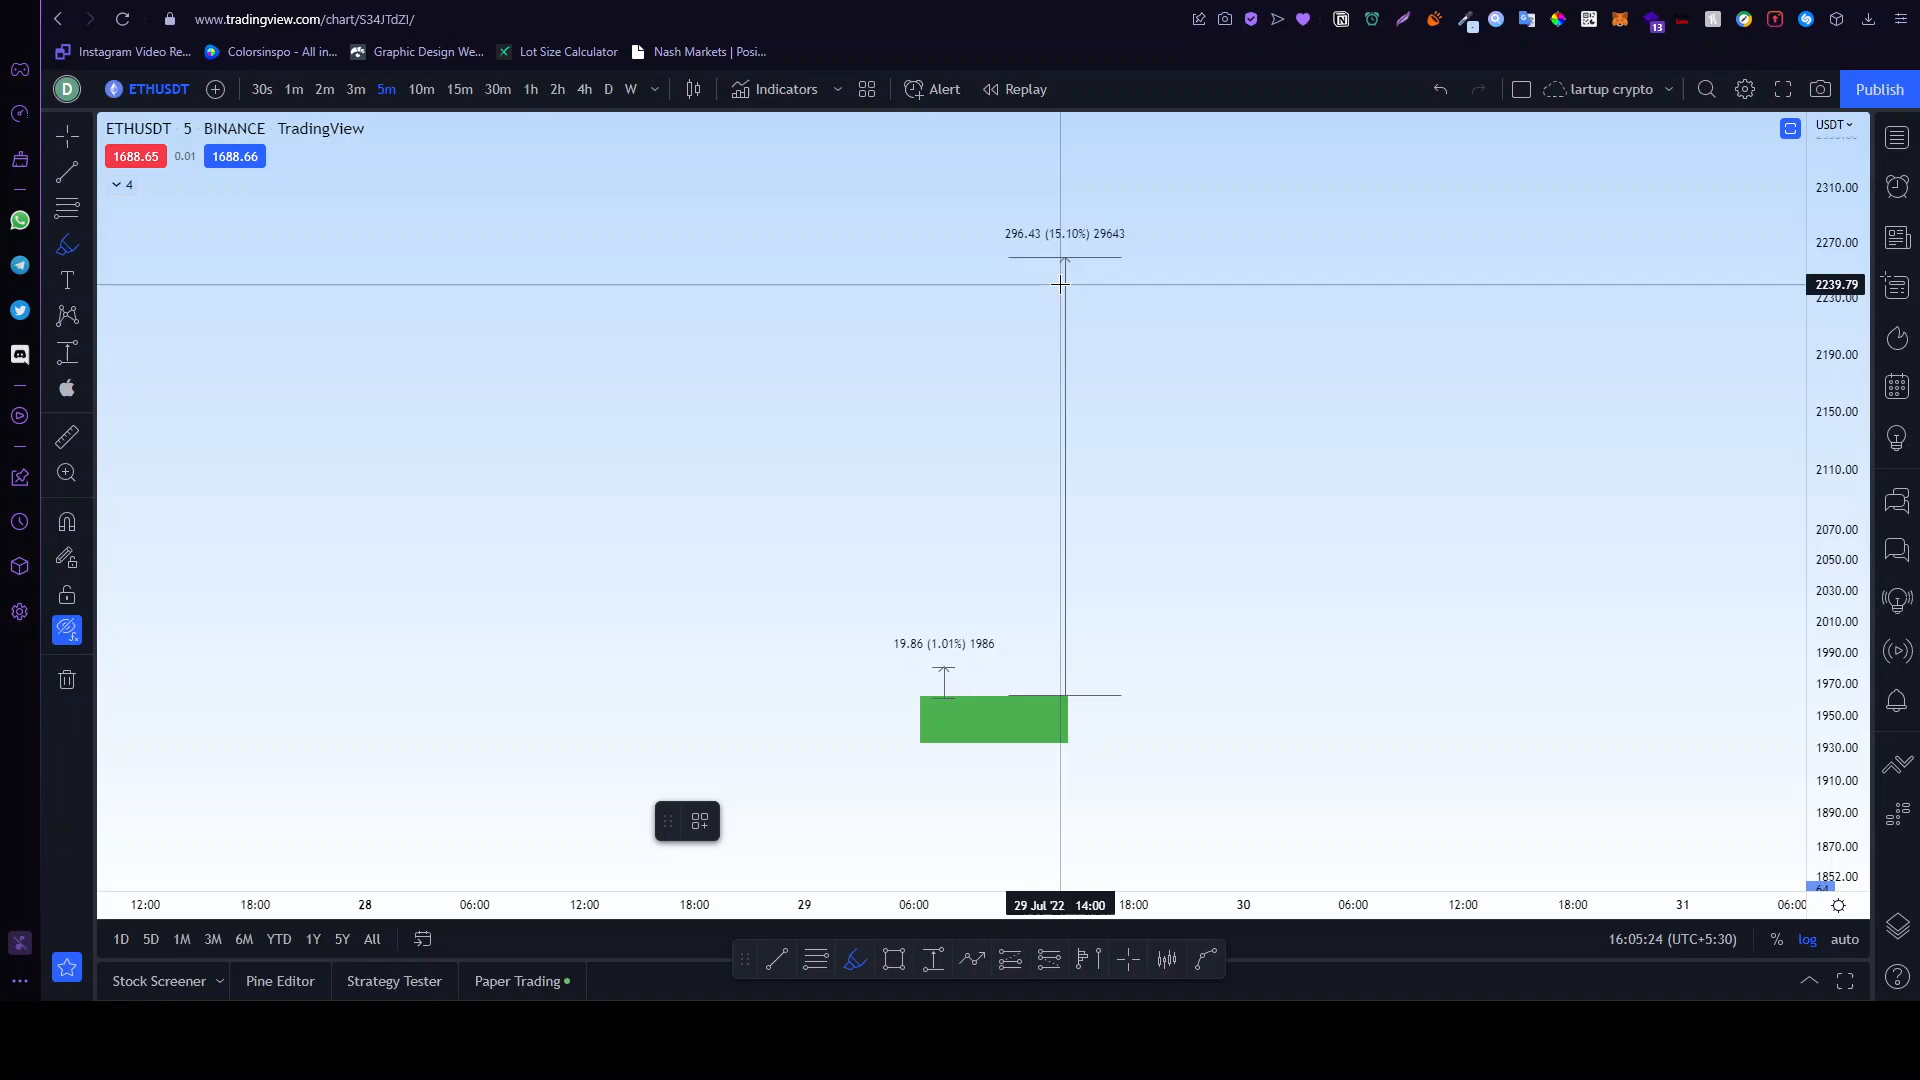 www.tradingview.com/chart/S34JTdZI/
Instagram Video Re...
Colorsinspo - All in...
Graphic Design We...
Lot Size Calculator
Nash Markets | Posi...
13
D
ETHUSDT
30s 1m 2m 3m 5m 10m 15m 30m 1h 2h 4h D W
Indicators
Alert
Replay
lartup crypto
Publish
ETHUSDT 5 BINANCE TradingView
USDT
1688.65 0.01 1688.66
4
2310.00
296.43 (15.10%) 29643
2270.00
2239.79
2230.00
2190.00
2150.00
2110.00
2070.00
2050.00
2030.00
2010.00
19.86 (1.01%) 1986
1990.00
1970.00
1950.00
1930.00
1910.00
1890.00
1870.00
1852.00
12:00 18:00 28 06:00 12:00 18:00 29 06:00 29 Jul '22 14:00 18:00 30 06:00 12:00 18:00 31 06:00
1D 5D 1M 3M 6M YTD 1Y 5Y All
16:05:24 (UTC+5:30) % log auto
Stock Screener Pine Editor Strategy Tester Paper Trading